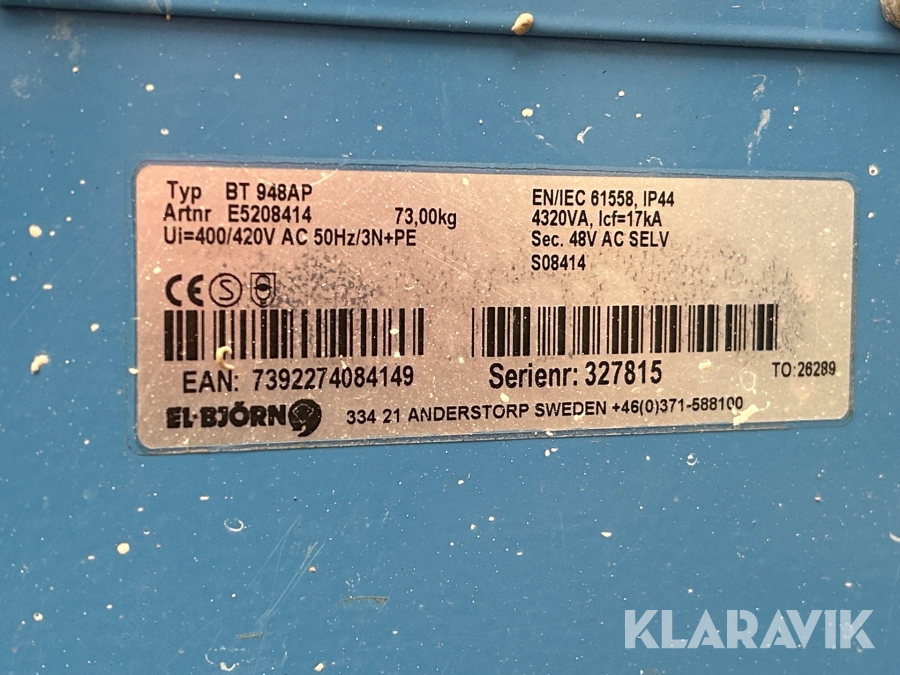 Typ BT 948AP
Artnr E5208414 73,00kg
Ui=400/420V AC 50Hz/3N+PE
EN/IEC 61558, IP44
4320VA, Icf=17kA
Sec. 48V AC SELV
S08414
CE S
EAN: 7392274084149
Serienr: 327815
TO: 26289
EL-BJÖRN
334 21 ANDERSTORP SWEDEN +46(0)371-588100
KLARAVIK